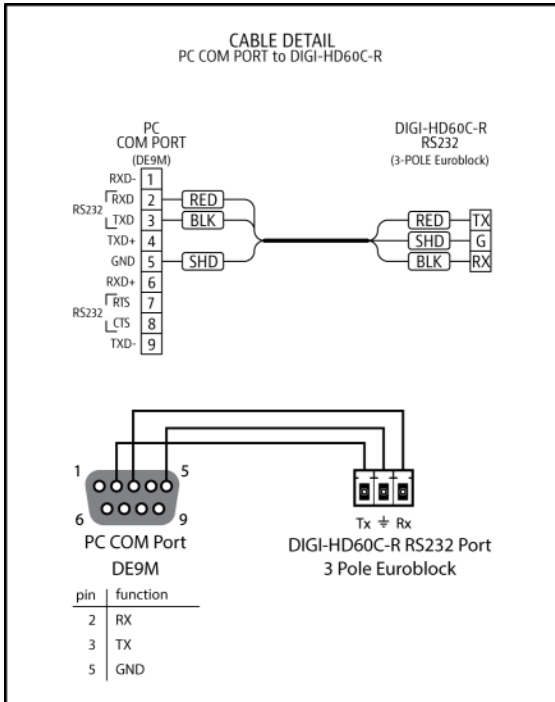 CABLE DETAIL
PC COM PORT to DIGI-HD60C-R
PC
COM PORT
(DE9M)
DIGI-HD60C-R
RS232
(3-POLE Euroblock)
RXD- 1
RS232
RXD 2 RED
TXD 3 BLK
TXD+ 4
GND 5 SHD
RXD+ 6
RS232
RTS 7
CTS 8
TXD- 9
RED TX
SHD G
BLK RX
1 5
6 9
PC COM Port
DE9M
Tx Rx
DIGI-HD60C-R RS232 Port
3 Pole Euroblock
pin function
2 RX
3 TX
5 GND